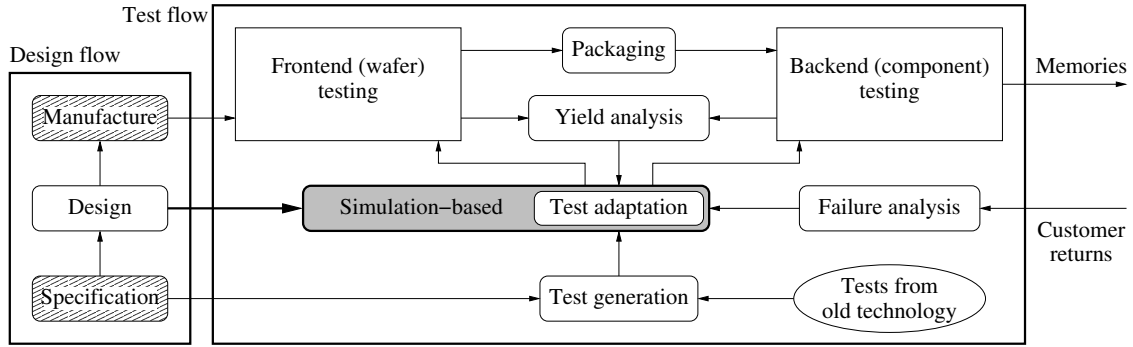 Test flow
Design flow
Frontend (wafer)
testing
Packaging
Backend (component)
testing
Memories
Manufacture
Yield analysis
Design
Simulation−based
Test adaptation
Failure analysis
Customer
returns
Specification
Test generation
Tests from
old technology